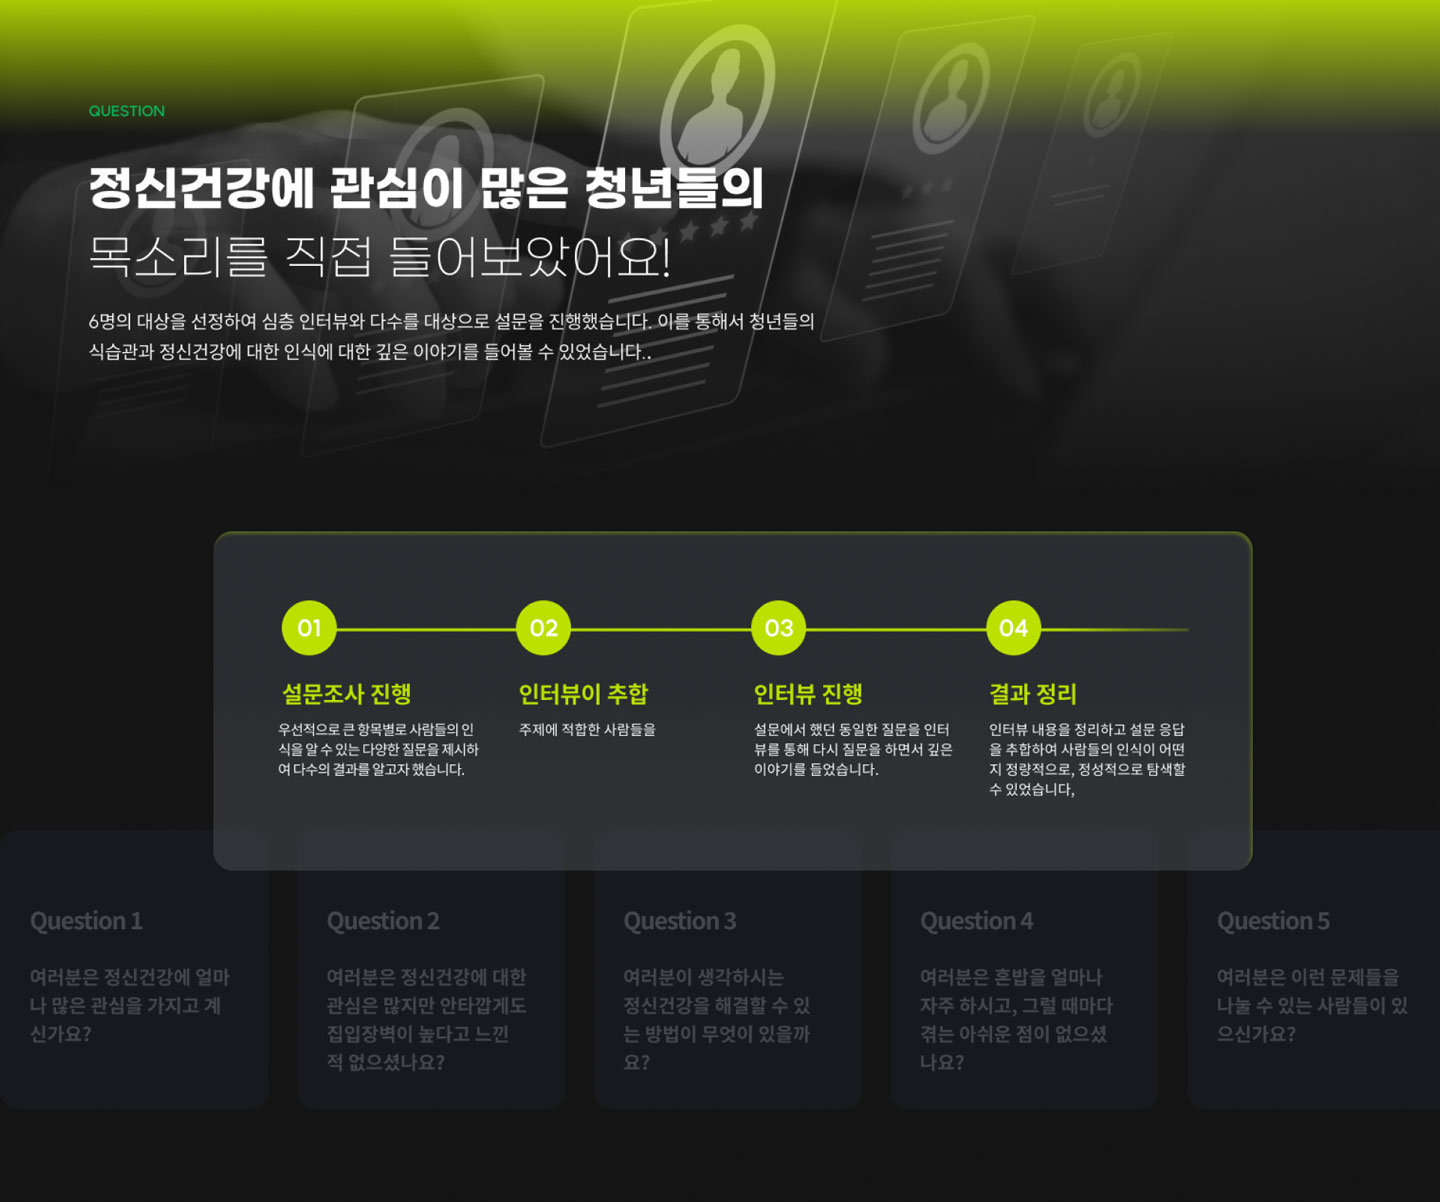 QUESTION
정신건강에 관심이 많은 청년들의
목소리를 직접 들어보았어요!
6명의 대상을 선정하여 심층 인터뷰와 다수를 대상으로 설문을 진행했습니다. 이를 통해서 청년들의
식습관과 정신건강에 대한 인식에 대한 깊은 이야기를 들어볼 수 있었습니다..
01
설문조사 진행
우선적으로 큰 항목별로 사람들의 인
식을 알 수 있는 다양한 질문을 제시하
여 다수의 결과를 알고자 했습니다.
02
인터뷰이 추합
주제에 적합한 사람들을
03
인터뷰 진행
설문에서 했던 동일한 질문을 인터
뷰를 통해 다시 질문을 하면서 깊은
이야기를 들었습니다.
04
결과 정리
인터뷰 내용을 정리하고 설문 응답
을 추합하여 사람들의 인식이 어떤
지 정량적으로, 정성적으로 탐색할
수 있었습니다,
Question 1
여러분은 정신건강에 얼마
나 많은 관심을 가지고 계
신가요?
Question 2
여러분은 정신건강에 대한
관심은 많지만 안타깝게도
집입장벽이 높다고 느낀
적 없으셨나요?
Question 3
여러분이 생각하시는
정신건강을 해결할 수 있
는 방법이 무엇이 있을까
요?
Question 4
여러분은 혼밥을 얼마나
자주 하시고, 그럴 때마다
겪는 아쉬운 점이 없으셨
나요?
Question 5
여러분은 이런 문제들을
나눌 수 있는 사람들이 있
으신가요?